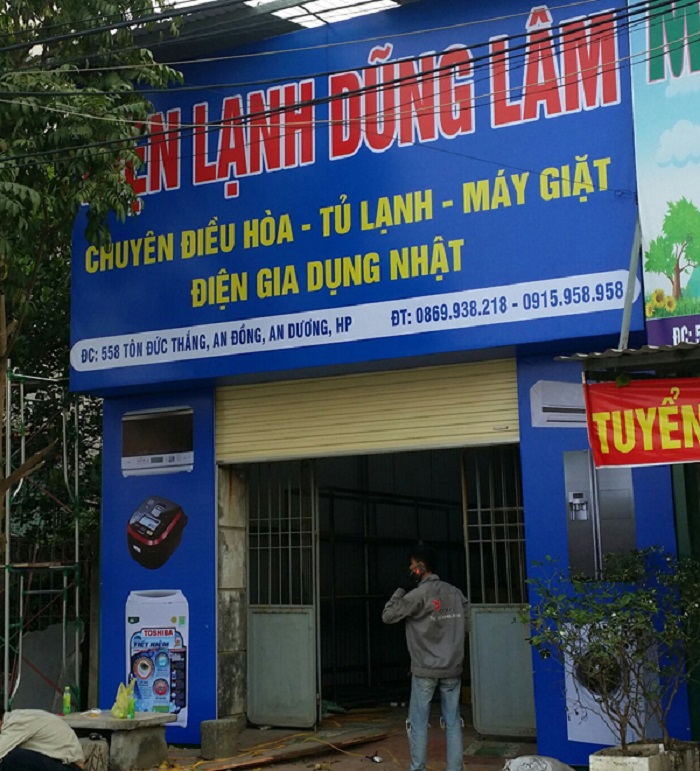 LẠNH DŨNG LÂM
CHUYÊN ĐIỀU HÒA - TỦ LẠNH - MÁY GIẶT
ĐIỆN GIA DỤNG NHẬT
ĐC: 558 TÔN ĐỨC THẮNG, AN ĐỒNG, AN DƯƠNG, HP ĐT: 0869.938.218 - 0915.958.958
TUYỂN
TOSHIBA